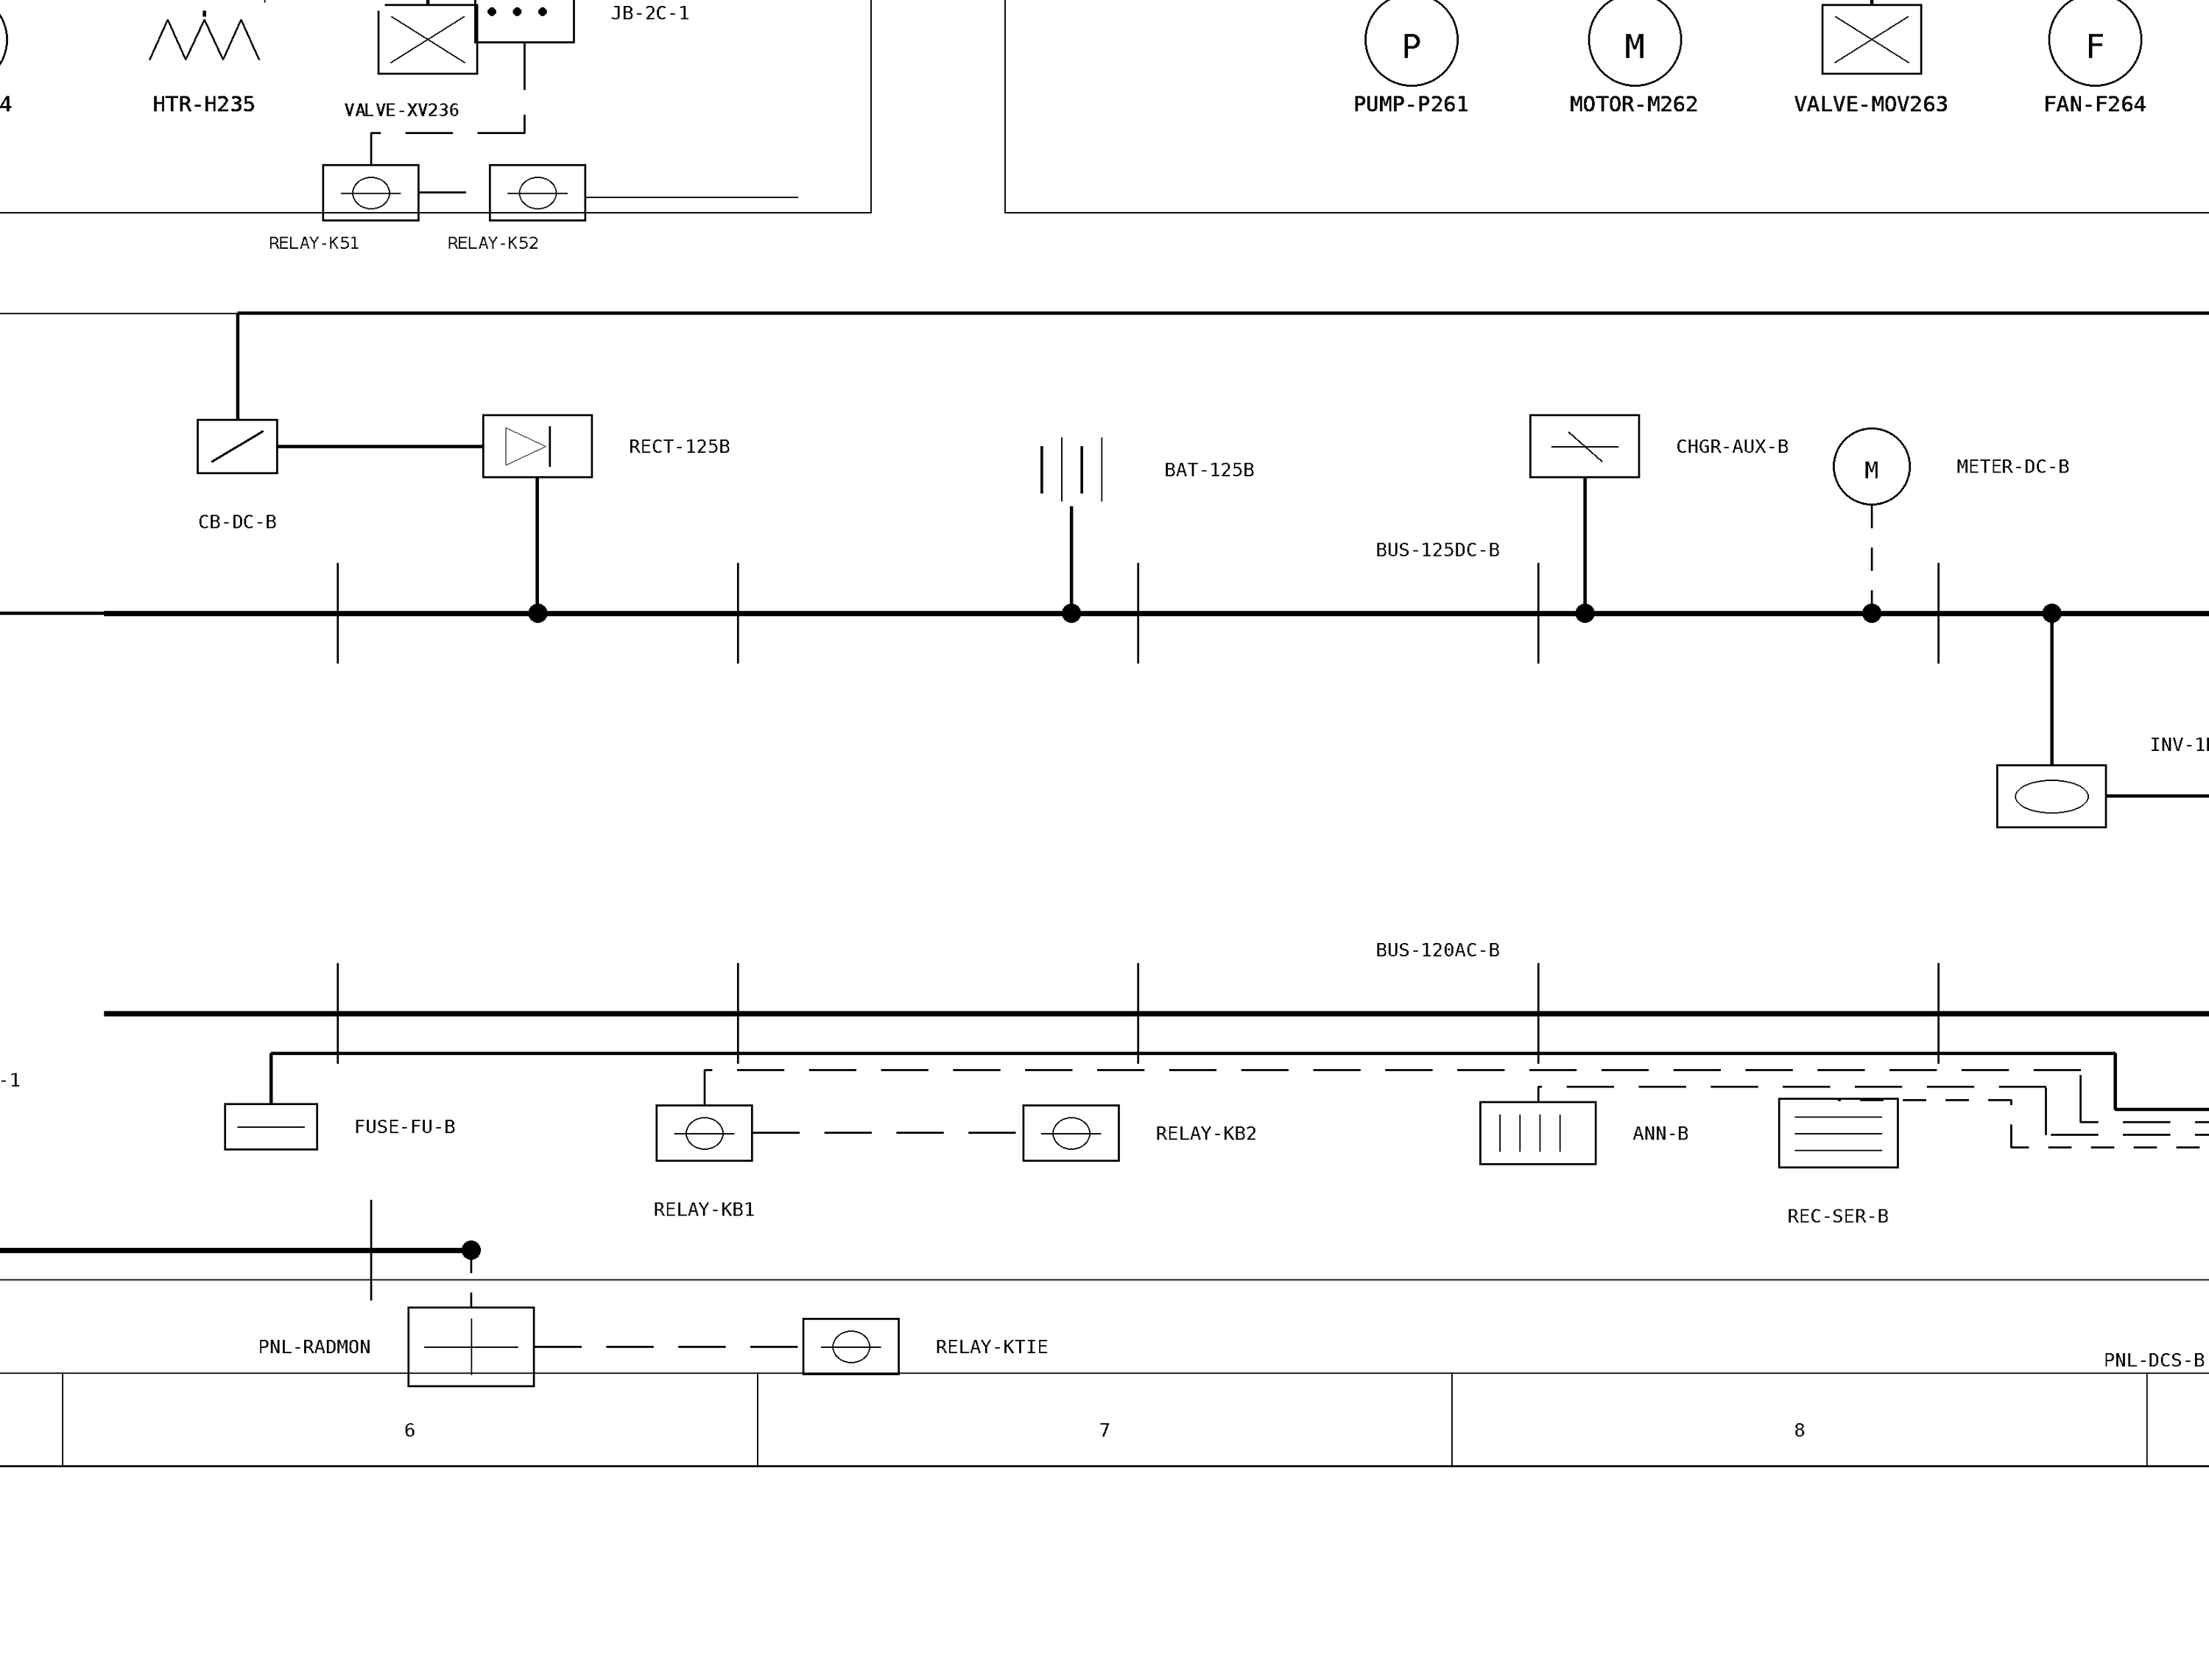 JB-2C-1
P
M
F
4
HTR-H235
VALVE-XV236
PUMP-P261
MOTOR-M262
VALVE-MOV263
FAN-F264
RELAY-K51
RELAY-K52
RECT-125B
BAT-125B
CHGR-AUX-B
M
METER-DC-B
CB-DC-B
BUS-125DC-B
INV-1
BUS-120AC-B
-1
FUSE-FU-B
RELAY-KB2
ANN-B
RELAY-KB1
REC-SER-B
PNL-RADMON
RELAY-KTIE
PNL-DCS-B
6
7
8